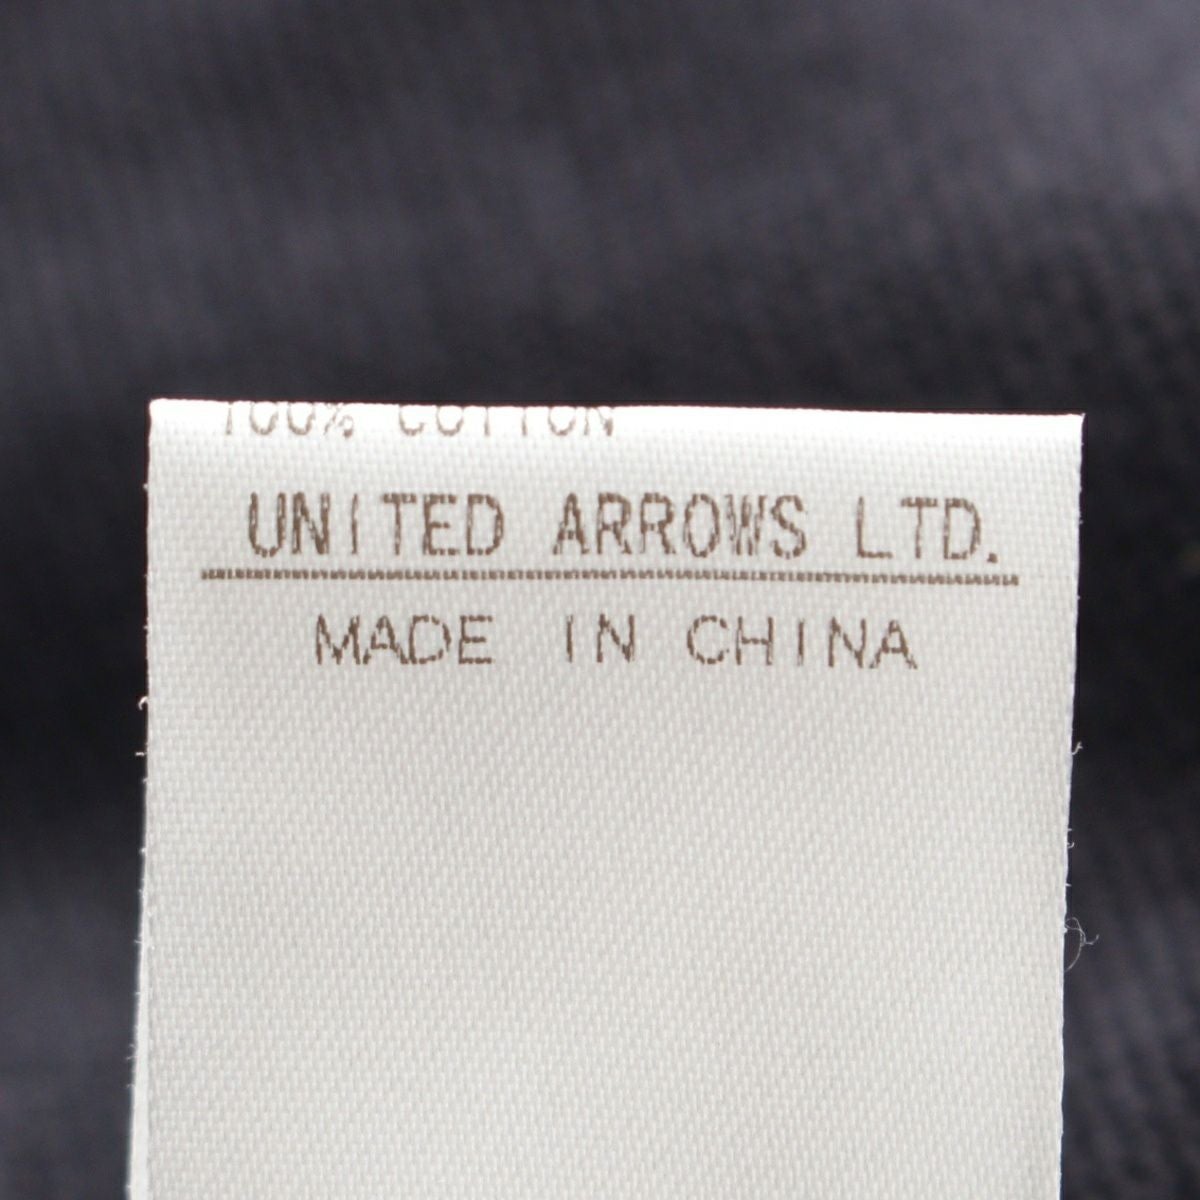 100% COTTON
UNITED ARROWS LTD.
MADE IN CHINA